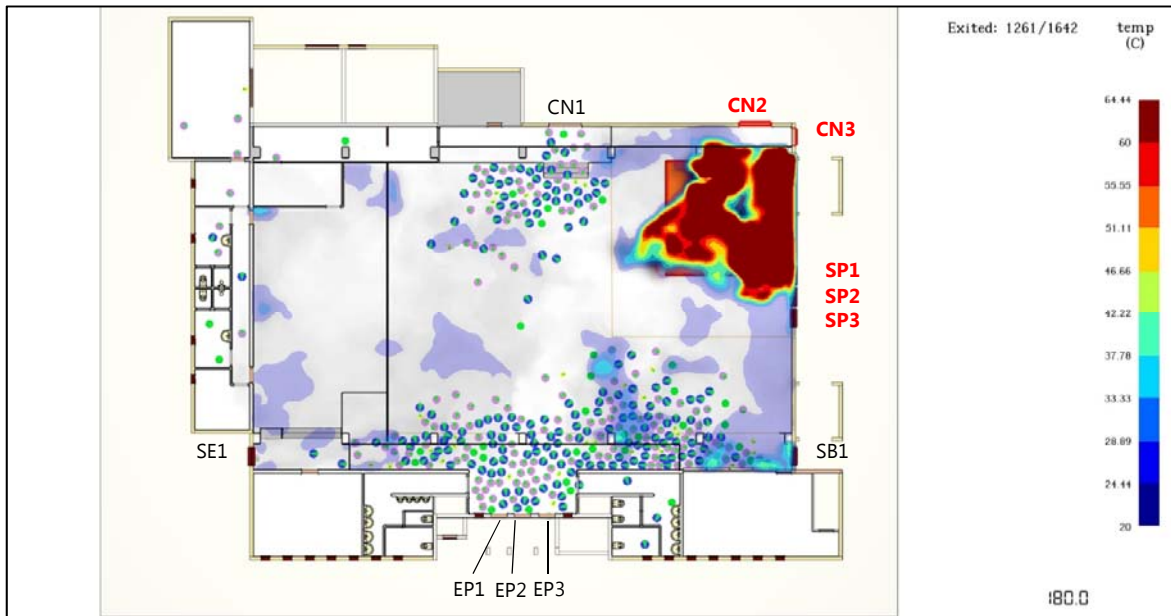 Exited: 1261/1642
temp
(C)
CN1
CN2
CN3
64.44
60
55.55
51.11
46.66
42.22
37.78
33.33
28.89
24.44
20
SP1
SP2
SP3
SE1
SB1
EP1 EP2 EP3
180.0